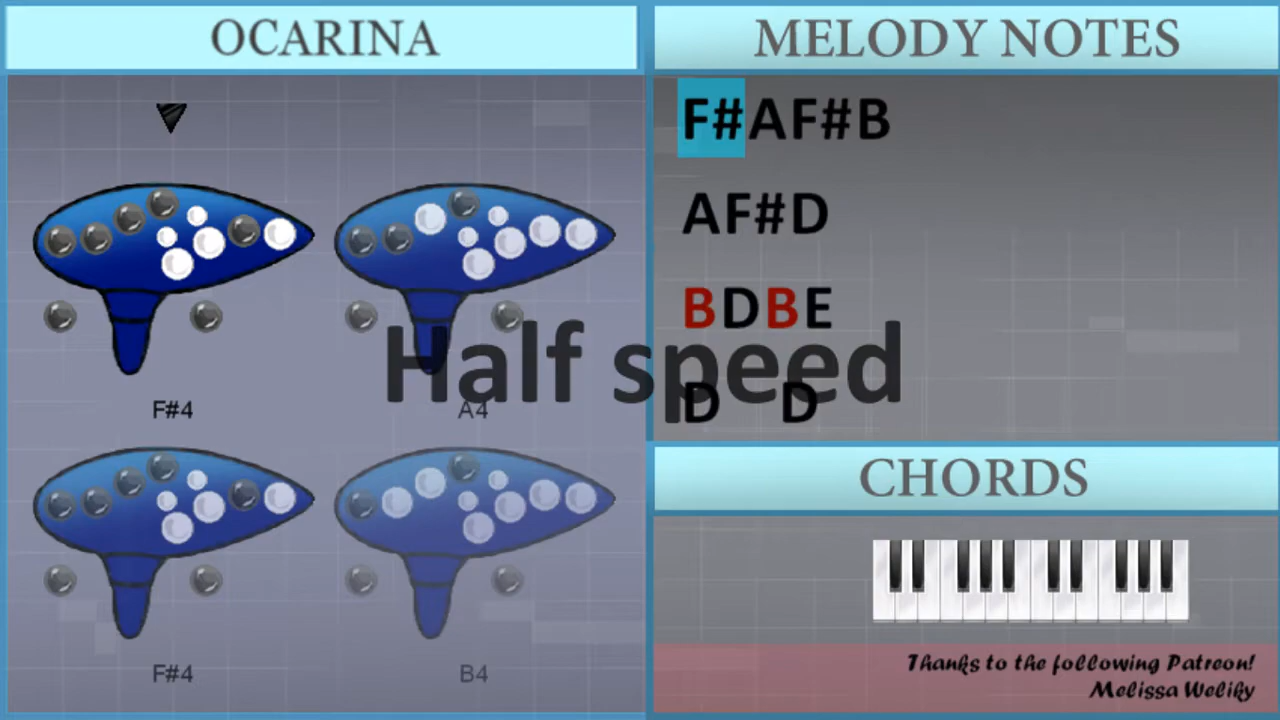 OCARINA
F#4
A4
F#4
B4
MELODY NOTES
F#AF#B
AF#D
BDBE
D D
Half speed
CHORDS
Thanks to the following Patreon!
Melissa Weliky